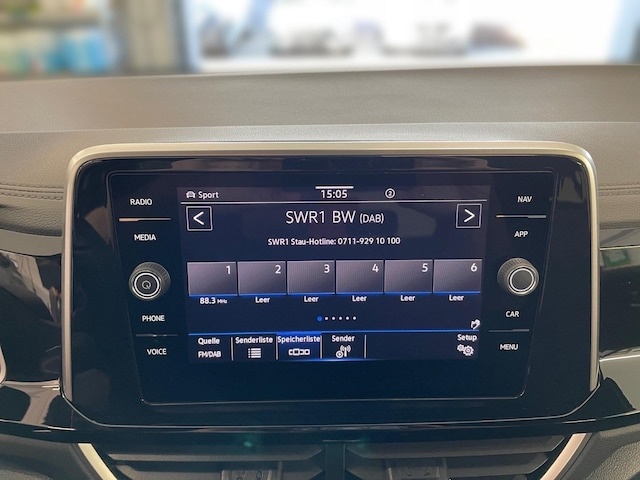 RADIO
MEDIA
PHONE
VOICE
Sport
15:05
2
NAV
APP
CAR
MENU
SWR1 BW (DAB)
SWR1 Stau-Hotline: 0711-929 10 100
1 2 3 4 5 6
88.3 MHz Leer Leer Leer Leer Leer
Quelle Senderliste Speicherliste Sender Setup
FM/DAB